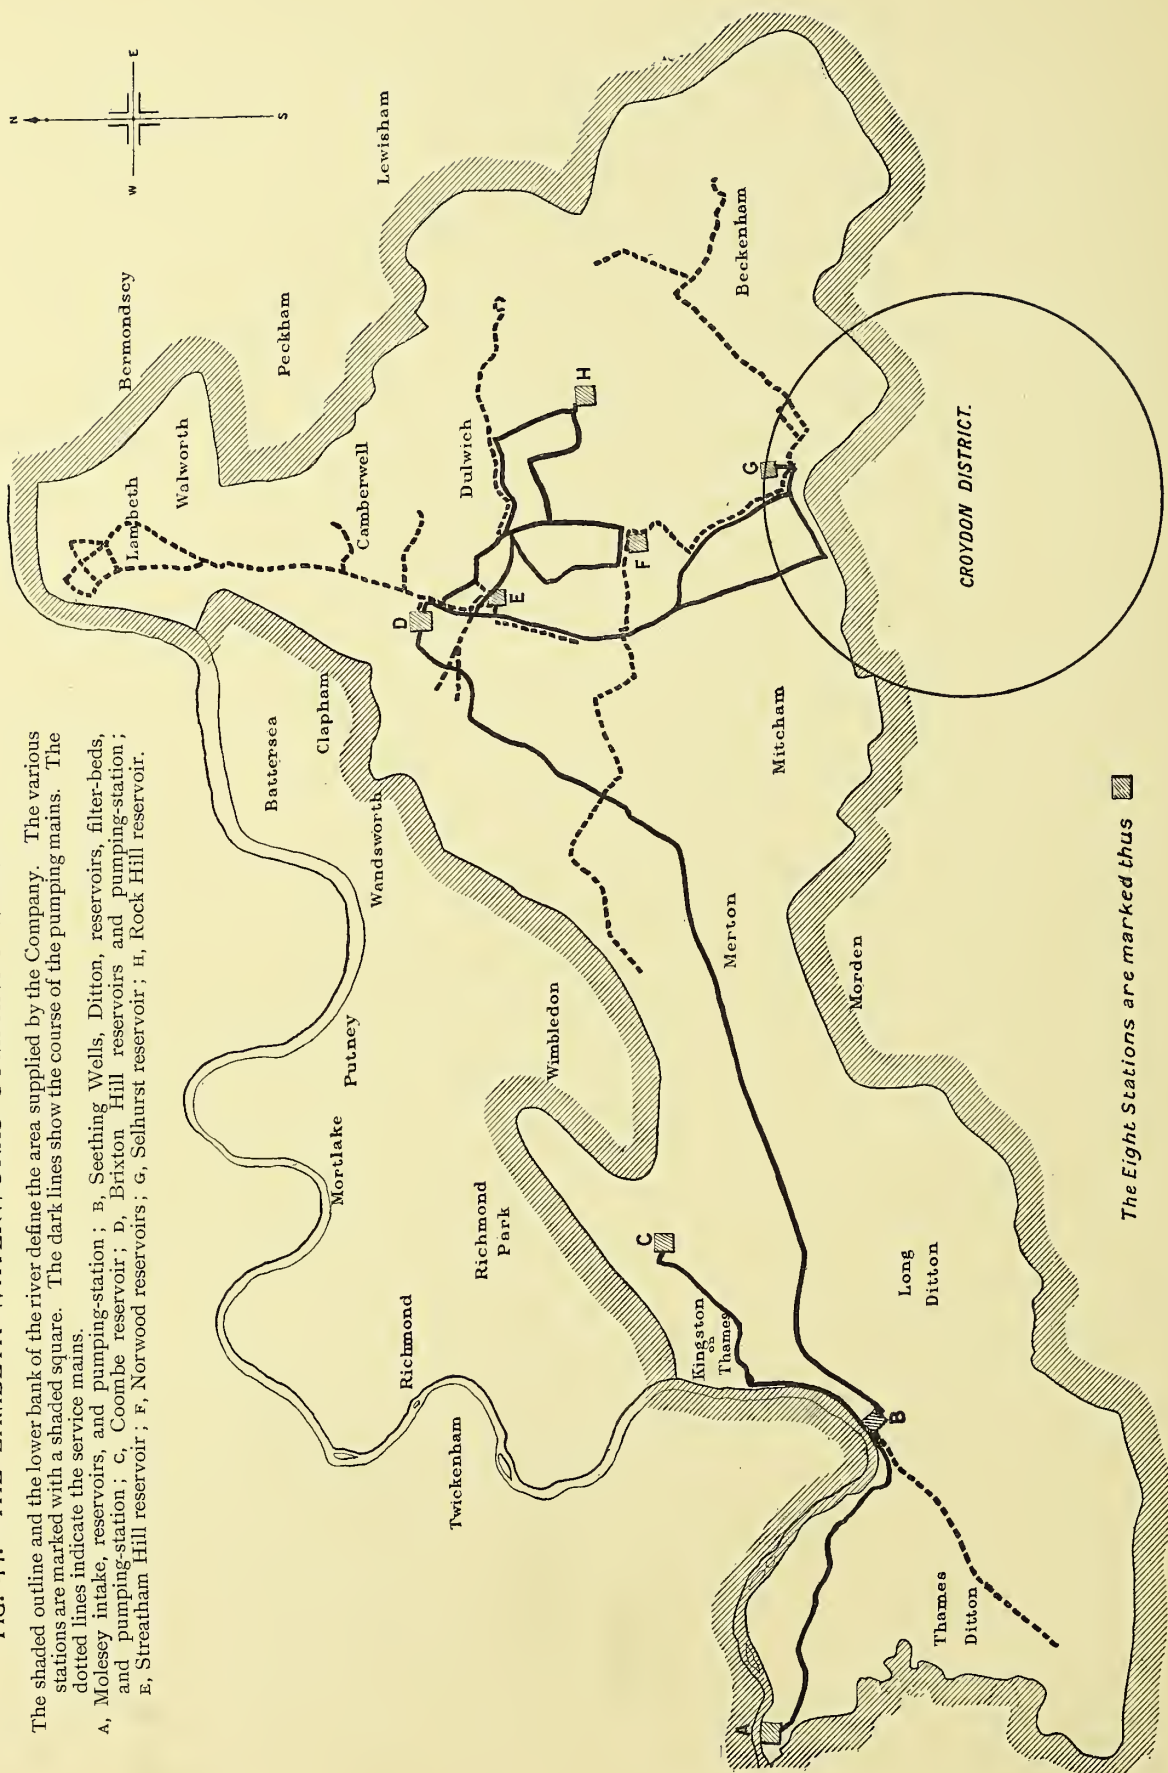 The shaded outline and the lower bank of the river define the area supplied by the Company. The various
stations are marked with a shaded square. The dark lines show the course of the pumping mains. The
dotted lines indicate the service mains.
A, Molesey intake, reservoirs, and pumping-station; B, Seething Wells, Ditton, reservoirs, filter-beds,
and pumping-station; C, Coombe reservoir; D, Brixton Hill reservoirs and pumping-station;
E, Streatham Hill reservoir; F, Norwood reservoirs; G, Selhurst reservoir; H, Rock Hill reservoir.
N
W
E
S
Bermondsey
Lewisham
Peckham
Walworth
Lambeth
Camberwell
Dulwich
Beckenham
H
G
F
E
D
Battersea
Clapham
Wandsworth
Mitcham
CROYDON DISTRICT.
Putney
Mortlake
Wimbledon
Merton
Morden
Richmond
Richmond
Park
Twickenham
C
Kingston
on
Thames
Long
Ditton
B
Thames
Ditton
A
The Eight Stations are marked thus